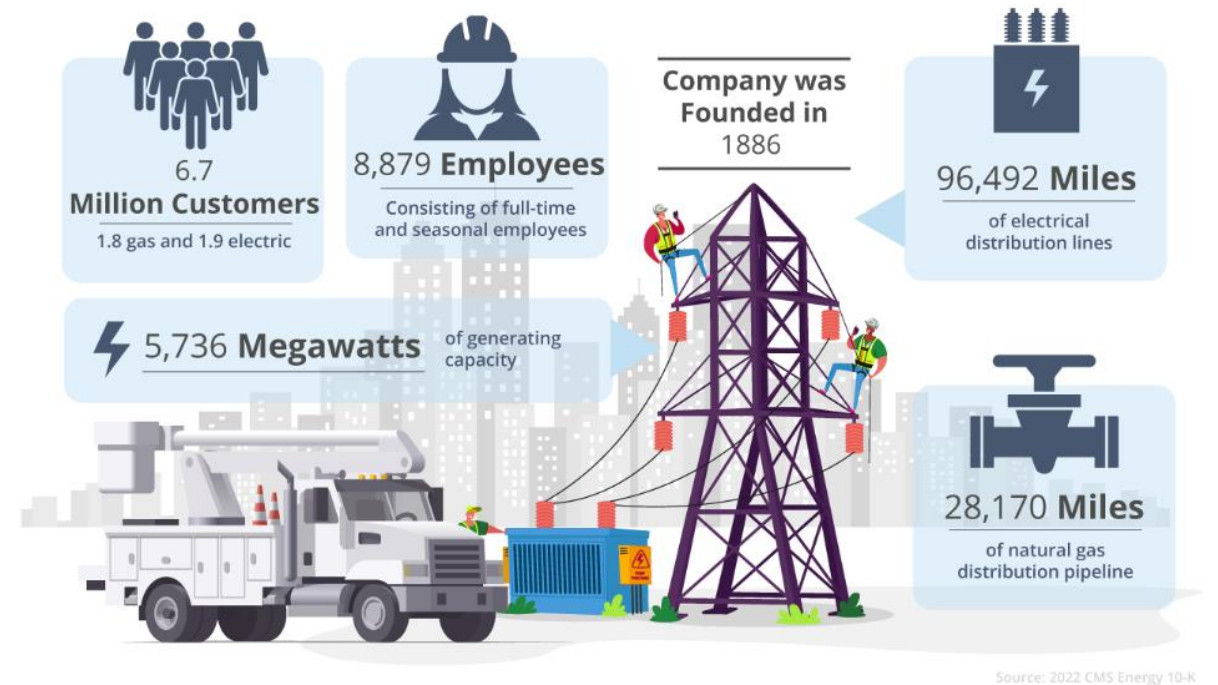 6.7
Million Customers
1.8 gas and 1.9 electric
8,879 Employees
Consisting of full-time
and seasonal employees
Company was
Founded in
1886
96,492 Miles
of electrical
distribution lines
5,736 Megawatts
of generating
capacity
28,170 Miles
of natural gas
distribution pipeline
Source: 2022 CMS Energy 10-K